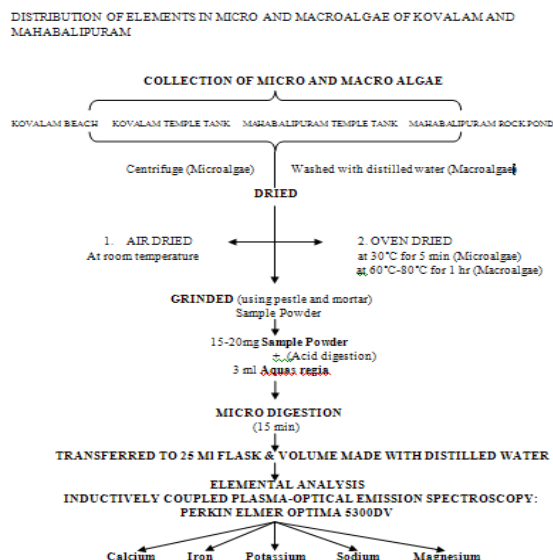 DISTRIBUTION OF ELEMENTS IN MICRO AND MACROALGAE OF KOVALAM AND
MAHABALIPURAM
COLLECTION OF MICRO AND MACRO ALGAE
KOVALAM BEACH KOVALAM TEMPLE TANK MAHABALIPURAM TEMPLE TANK MAHABALIPURAM ROCK POND
Centrifuge (Microalgae) Washed with distilled water (Macroalgae)
DRIED
1. AIR DRIED 2. OVEN DRIED
At room temperature at 30°C for 5 min (Microalgae)
at 60°C-80°C for 1 hr (Macroalgae)
GRINDED (using pestle and mortar)
Sample Powder
15-20mg Sample Powder
+ (Acid digestion)
3 ml Aquas regia
MICRO DIGESTION
(15 min)
TRANSFERRED TO 25 Ml FLASK & VOLUME MADE WITH DISTILLED WATER
ELEMENTAL ANALYSIS
INDUCTIVELY COUPLED PLASMA-OPTICAL EMISSION SPECTROSCOPY:
PERKIN ELMER OPTIMA 5300DV
Calcium Iron Potassium Sodium Magnesium